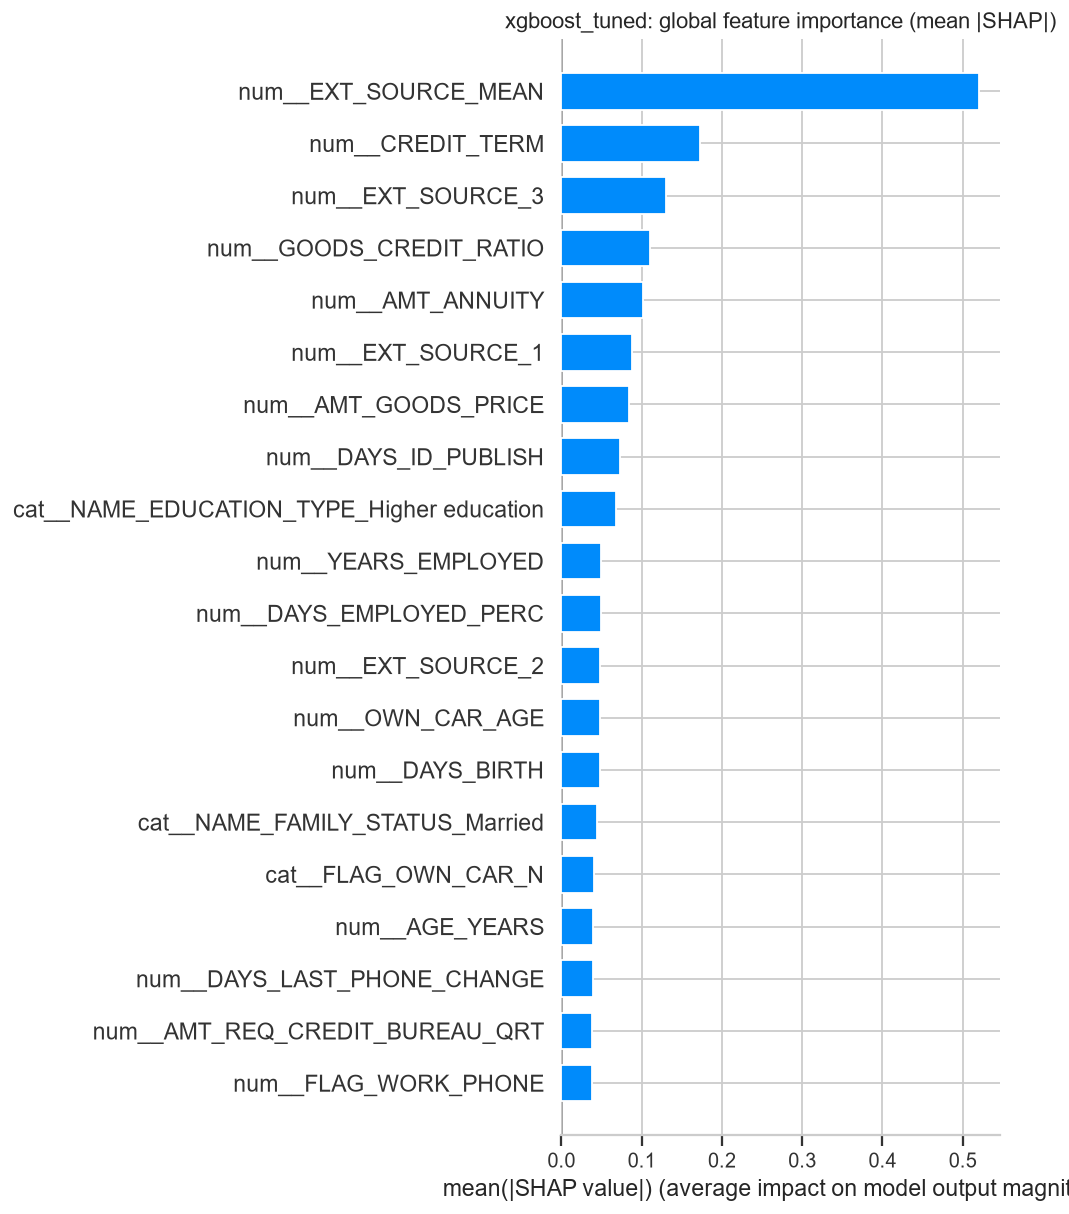 xgboost_tuned: global feature importance (mean |SHAP|)
num__EXT_SOURCE_MEAN
num__CREDIT_TERM
num__EXT_SOURCE_3
num__GOODS_CREDIT_RATIO
num__AMT_ANNUITY
num__EXT_SOURCE_1
num__AMT_GOODS_PRICE
num__DAYS_ID_PUBLISH
cat__NAME_EDUCATION_TYPE_Higher education
num__YEARS_EMPLOYED
num__DAYS_EMPLOYED_PERC
num__EXT_SOURCE_2
num__OWN_CAR_AGE
num__DAYS_BIRTH
cat__NAME_FAMILY_STATUS_Married
cat__FLAG_OWN_CAR_N
num__AGE_YEARS
num__DAYS_LAST_PHONE_CHANGE
num__AMT_REQ_CREDIT_BUREAU_QRT
num__FLAG_WORK_PHONE
0.0 0.1 0.2 0.3 0.4 0.5
mean(|SHAP value|) (average impact on model output magnit